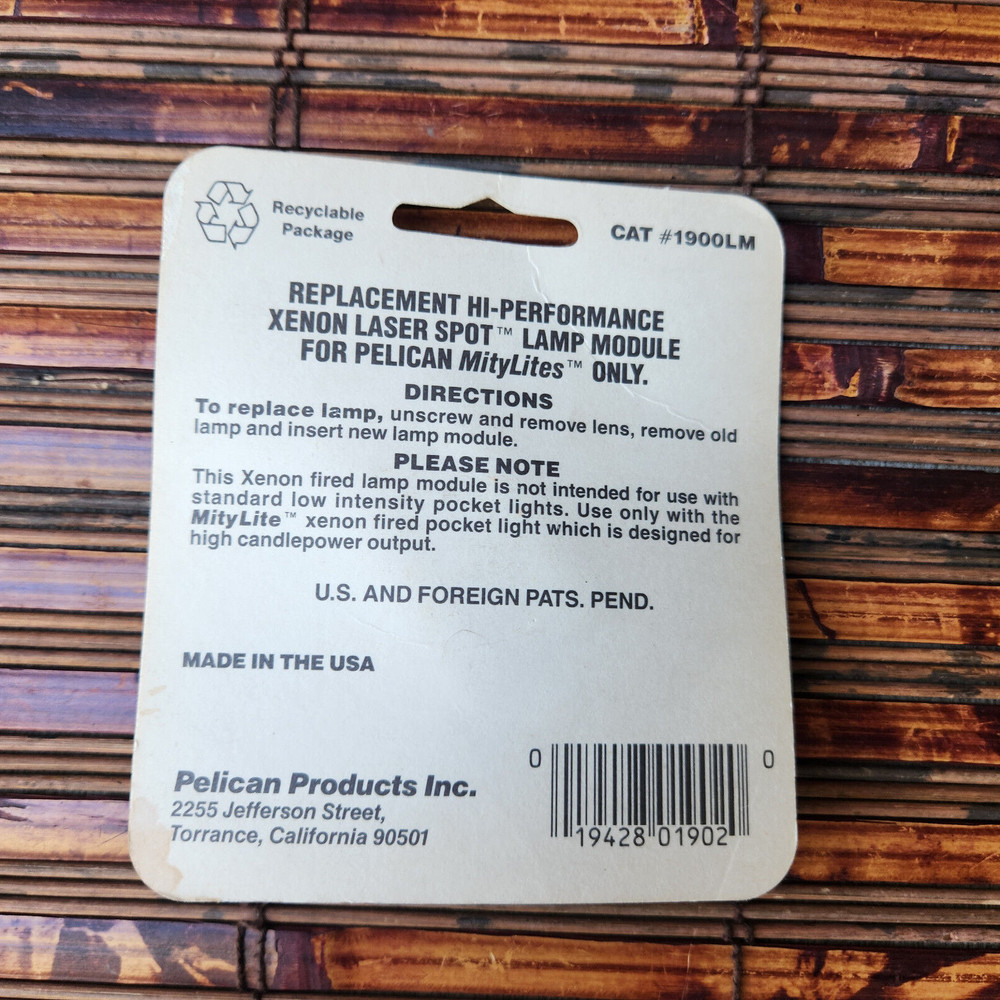 Recyclable
Package
CAT #1900LM
REPLACEMENT HI-PERFORMANCE
XENON LASER SPOT™ LAMP MODULE
FOR PELICAN MityLites™ ONLY.
DIRECTIONS
To replace lamp, unscrew and remove lens, remove old
lamp and insert new lamp module.
PLEASE NOTE
This Xenon fired lamp module is not intended for use with
standard low intensity pocket lights. Use only with the
MityLite™ xenon fired pocket light which is designed for
high candlepower output.
U.S. AND FOREIGN PATS. PEND.
MADE IN THE USA
Pelican Products Inc.
2255 Jefferson Street,
Torrance, California 90501
0 19428 01902 0